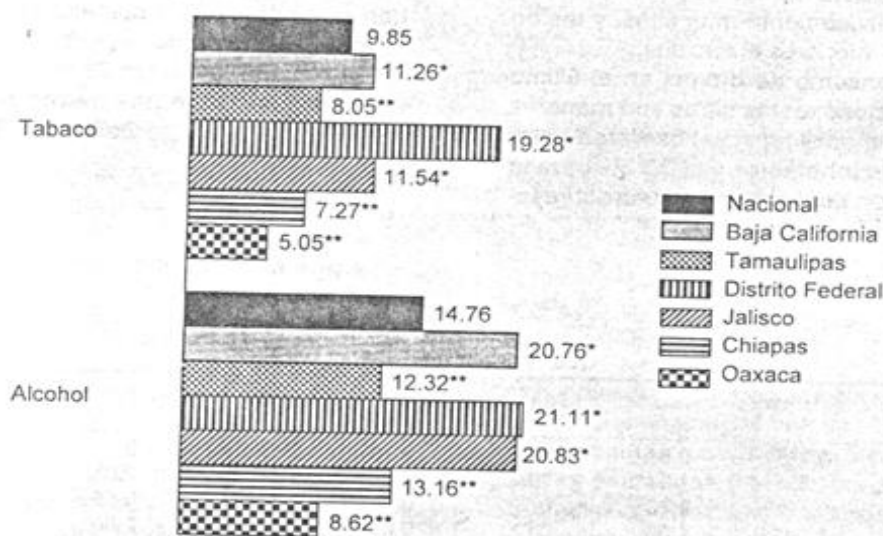 9.85
11.26*
8.05**
Tabaco
19.28*
11.54*
7.27**
5.05**
Nacional
Baja California
Tamaulipas
Distrito Federal
Jalisco
Chiapas
Oaxaca
14.76
20.76*
12.32**
Alcohol
21.11*
20.83*
13.16**
8.62**